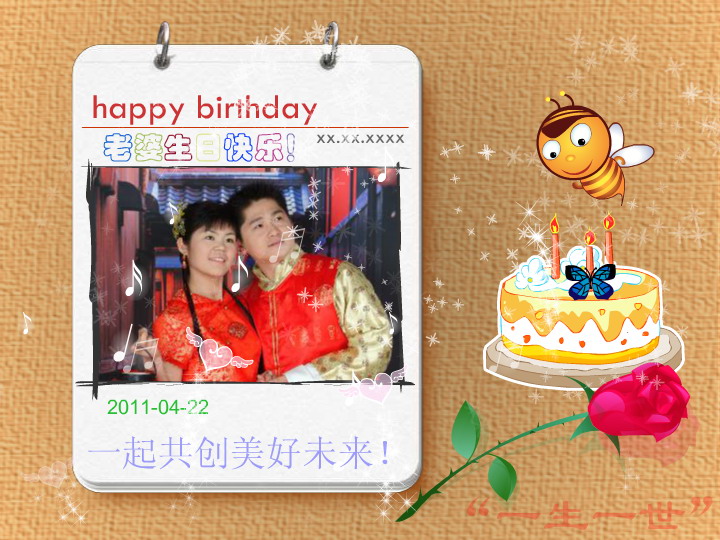 happy birihday
老婆生日快乐！
xx.xx.xxxx
2011-04-22
一起共创美好未来！
“一生一世”